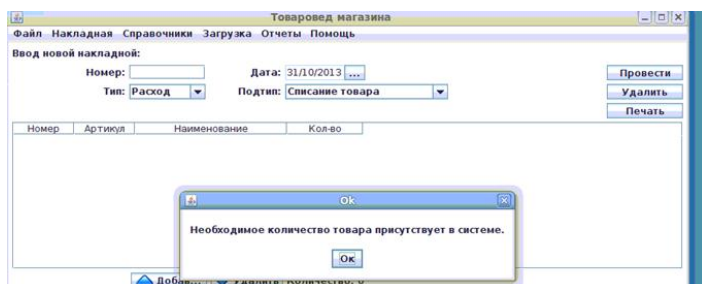 Товаровед магазина
Файл Накладная Справочники Загрузка Отчеты Помощь
Ввод новой накладной:
Номер: Дата: 31/10/2013 ... Провести
Тип: Расход Подтип: Списание товара Удалить
Печать
Номер Артикул Наименование Кол-во
Ok
Необходимое количество товара присутствует в системе.
Ок